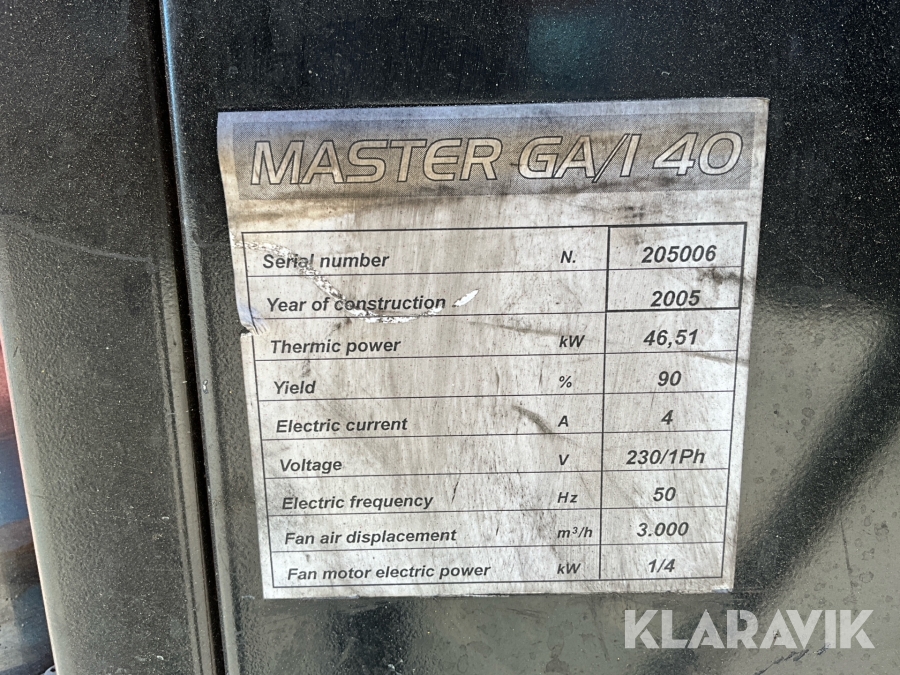 MASTER GA/I 40
Serial number N. 205006
Year of construction 2005
Thermic power kW 46,51
Yield % 90
Electric current A 4
Voltage V 230/1Ph
Electric frequency Hz 50
Fan air displacement m³/h 3.000
Fan motor electric power kW 1/4
KLARAVIK